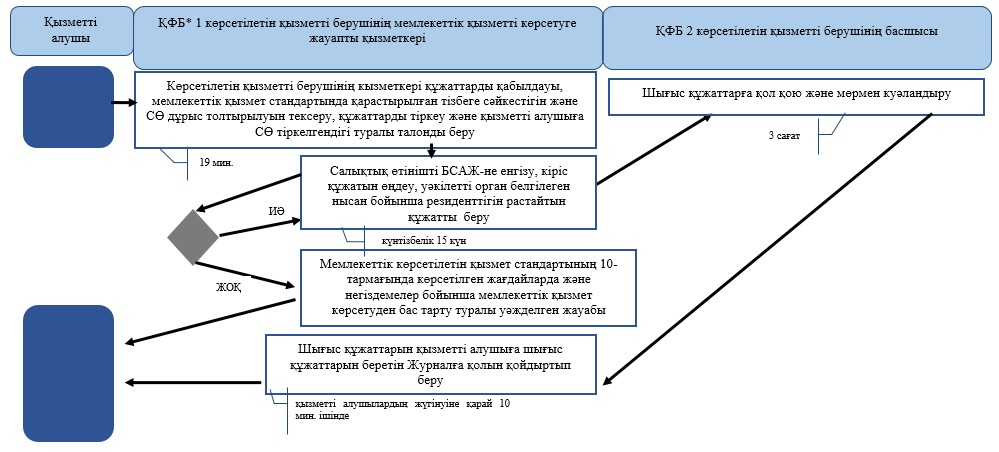 Қызметті
алушы
ҚФБ* 1 көрсетілетін қызметті берушінің мемлекеттік қызметті көрсетуге
жауапты қызметкері
ҚФБ 2 көрсетілетін қызметті берушінің басшысы
Көрсетілетін қызметті берушінің кызметкері құжаттарды қабылдауы,
мемлекеттік қызмет стандартында қарастырылған тізбеге сәйкестігін және
СӨ дұрыс толтырылуын тексеру, құжаттарды тіркеу және қызметті алушыға
СӨ тіркелгендігі туралы талонды беру
Шығыс құжаттарға қол қою және мөрмен куәландыру
3 сағат
19 мин.
Салықтық өтінішті БСАЖ-не енгізу, кіріс
құжатын өңдеу, уәкілетті орган белгілеген
нысан бойынша резиденттігін растайтын
құжатты беру
ИӘ
күнтізбелік 15 күн
Мемлекеттік көрсетілетін қызмет стандартының 10-
тармағында көрсетілген жағдайларда және
негіздемелер бойынша мемлекеттік қызмет
көрсетуден бас тарту туралы уәжделген жауабы
ЖОҚ
Шығыс құжаттарын қызметті алушыға шығыс
құжаттарын беретін Журналға қолын қойдыртып
беру
қызметті алушылардың жүгінуіне қарай 10
мин. ішінде